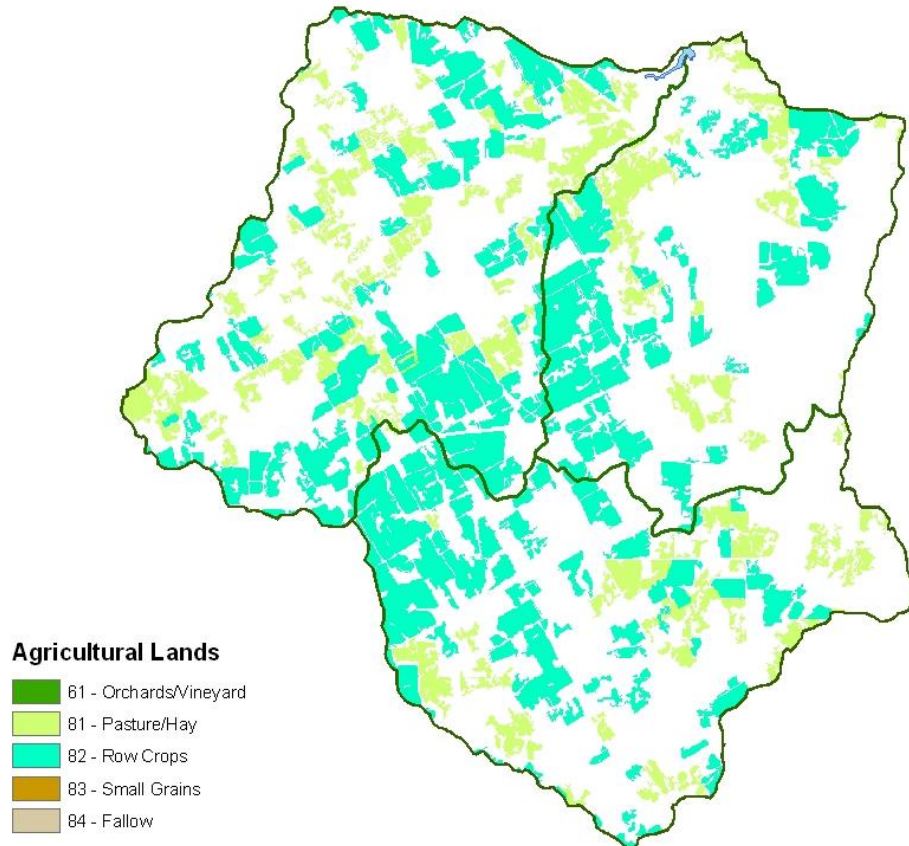 Agricultural Lands
61 - Orchards/Vineyard
81 - Pasture/Hay
82 - Row Crops
83 - Small Grains
84 - Fallow